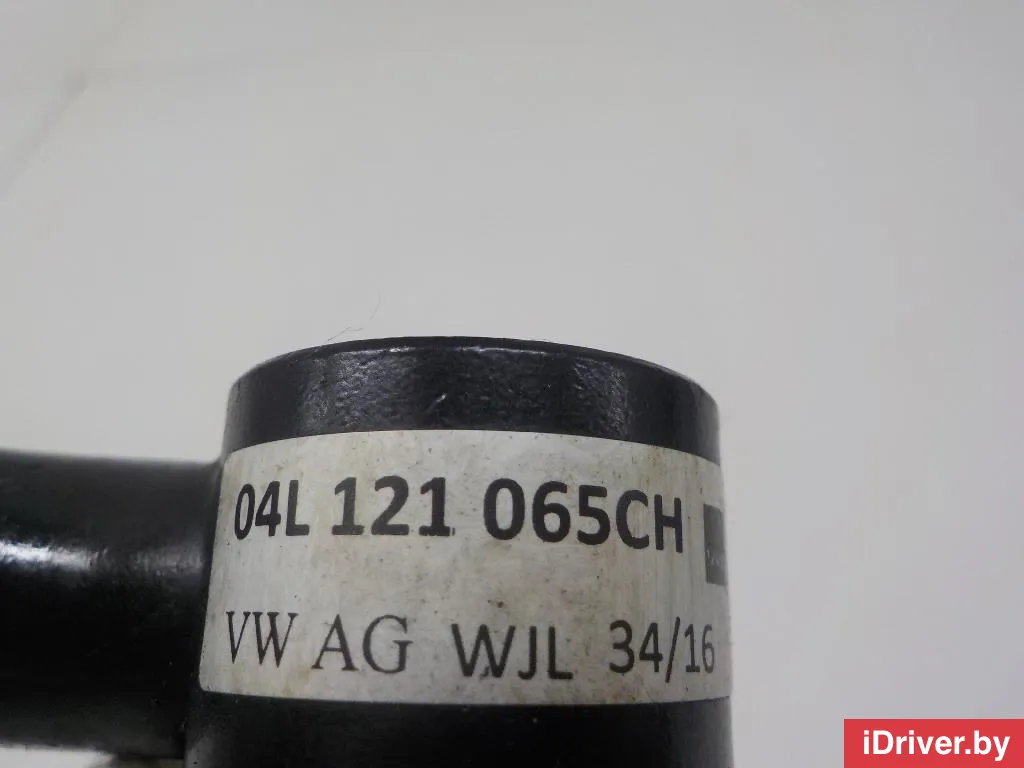 04L 121 065CH
VW AG WJL 34/16
iDriver.by